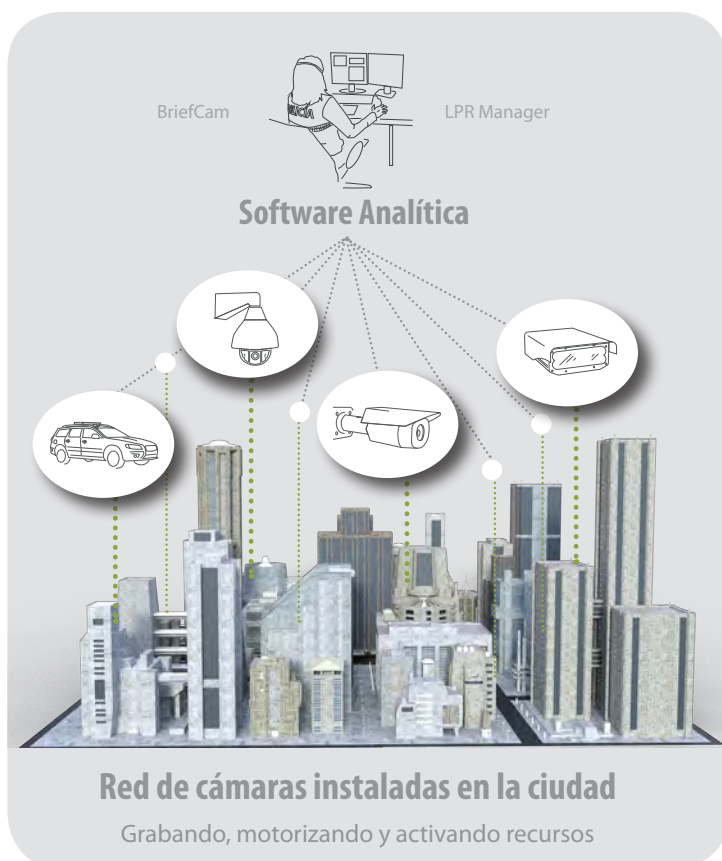 BriefCam
LPR Manager
Software Analítica
Red de cámaras instaladas en la ciudad
Grabando, motorizando y activando recursos